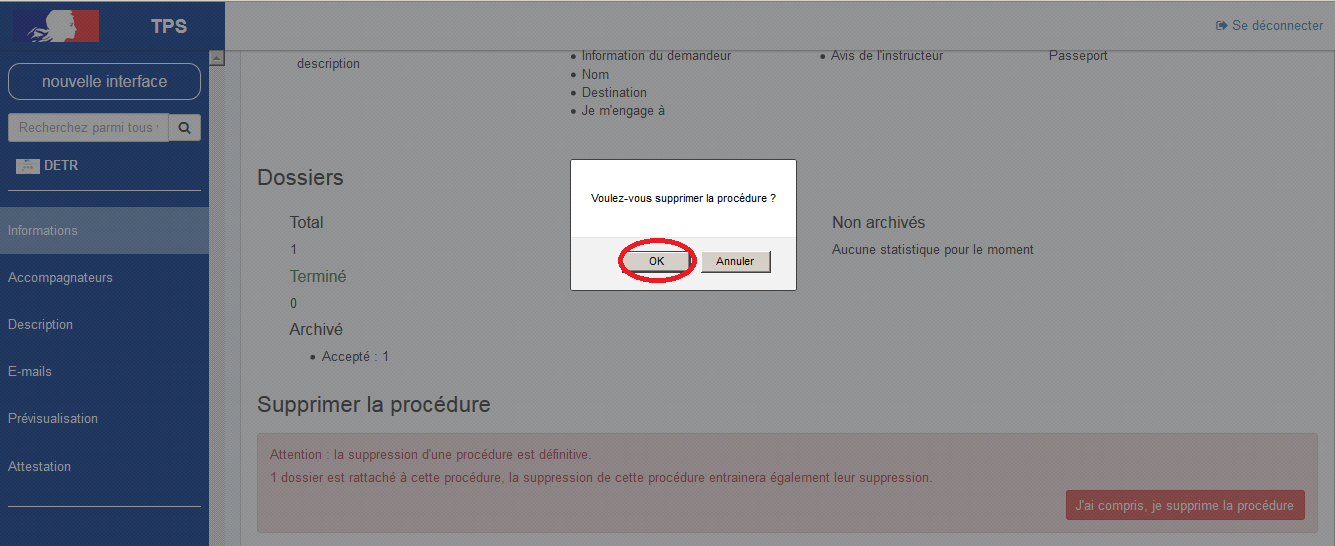 TPS
Se déconnecter
nouvelle interface
Recherchez parmi tous
DETR
Informations
Accompagnateurs
Description
E-mails
Prévisualisation
Attestation
description
Information du demandeur
Nom
Destination
Je m'engage à
Avis de l'instructeur
Passeport
Dossiers
Total
1
Terminé
0
Archivé
Accepté : 1
Non archivés
Aucune statistique pour le moment
Voulez-vous supprimer la procédure ?
OK
Annuler
Supprimer la procédure
Attention : la suppression d'une procédure est définitive.
1 dossier est rattaché à cette procédure, la suppression de cette procédure entrainera également leur suppression.
J'ai compris, je supprime la procédure